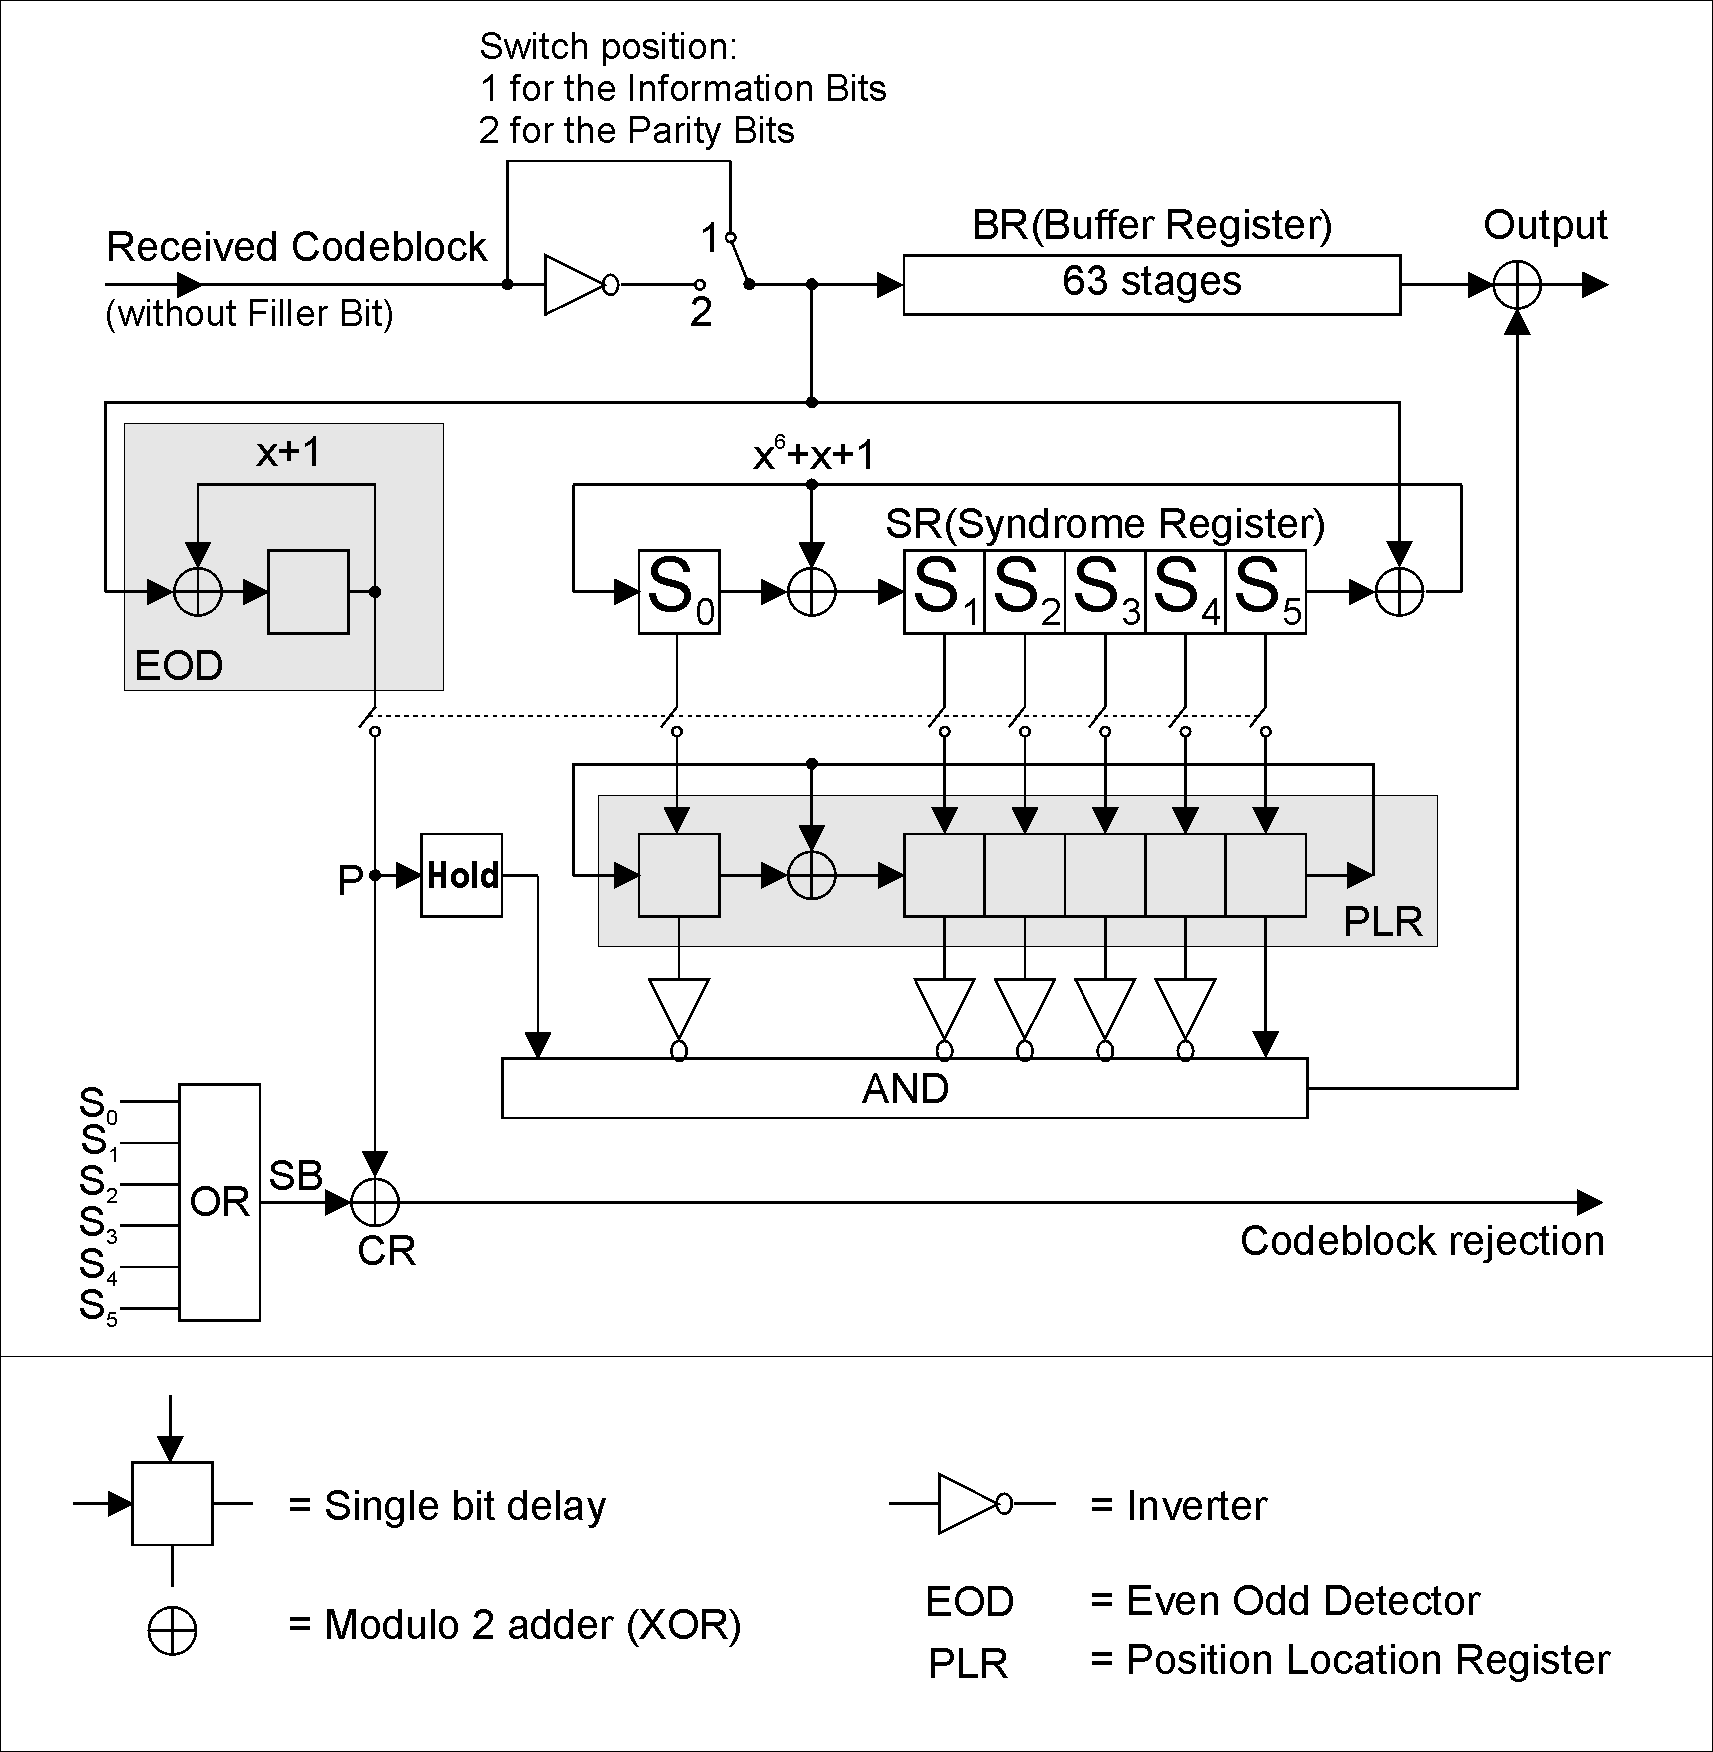 Switch position:
1 for the Information Bits
2 for the Parity Bits
Received Codeblock
(without Filler Bit)
1
2
BR(Buffer Register)
63 stages
Output
x+1
EOD
x⁶+x+1
SR(Syndrome Register)
S₀
S₁
S₂
S₃
S₄
S₅
P
Hold
PLR
AND
S₀
S₁
S₂
S₃
S₄
S₅
OR
SB
CR
Codeblock rejection
= Single bit delay
= Modulo 2 adder (XOR)
= Inverter
EOD = Even Odd Detector
PLR = Position Location Register